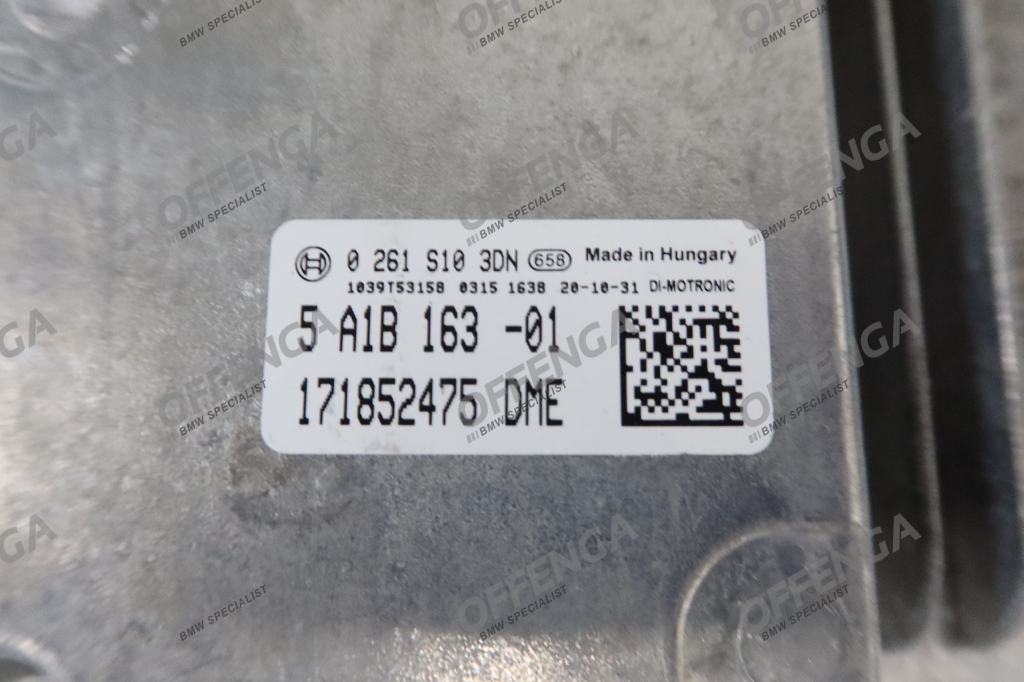 0 261 S10 3DN 658 Made in Hungary
1039T53158 0315 1638 20-10-31 DI-MOTRONIC
5 A1B 163 -01
171852475 DME
OFFENGA
BMW SPECIALIST